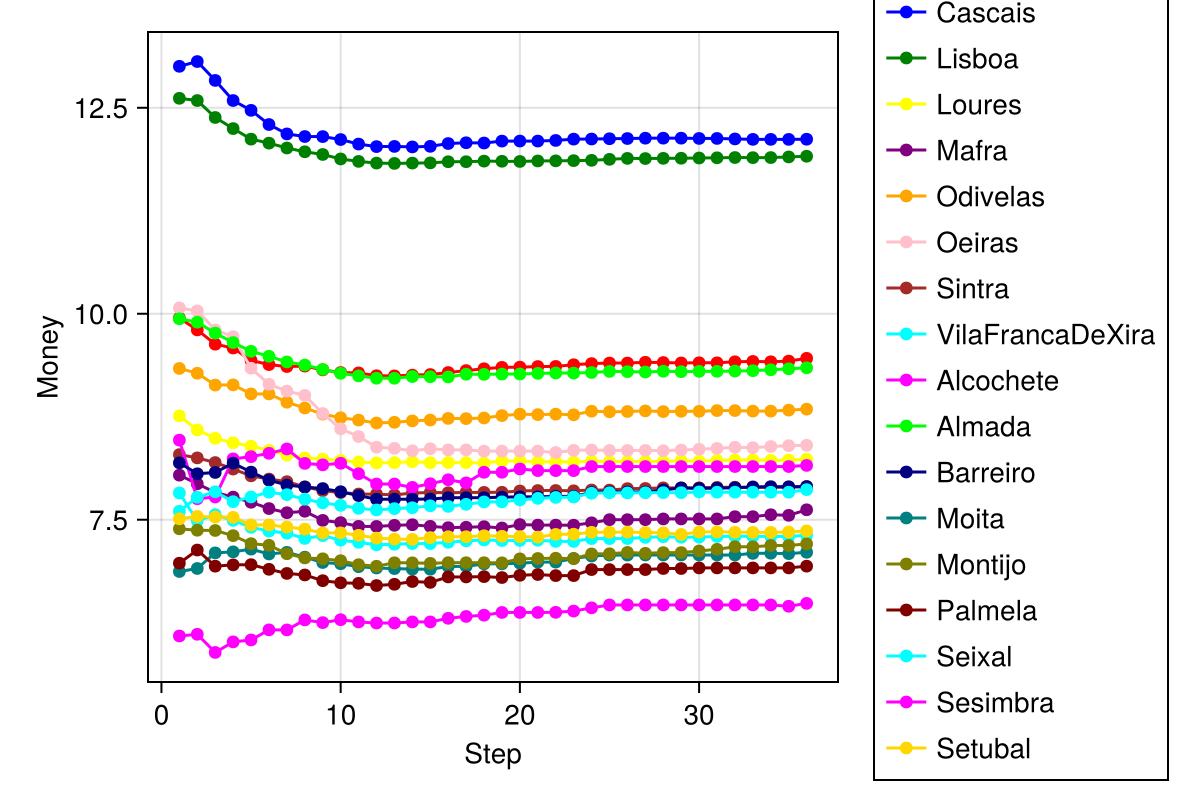 Cascais
Lisboa
Loures
Mafra
Odivelas
Oeiras
Sintra
VilaFrancaDeXira
Alcochete
Almada
Barreiro
Moita
Montijo
Palmela
Seixal
Sesimbra
Setubal
12.5
10.0
7.5
Money
0 10 20 30
Step